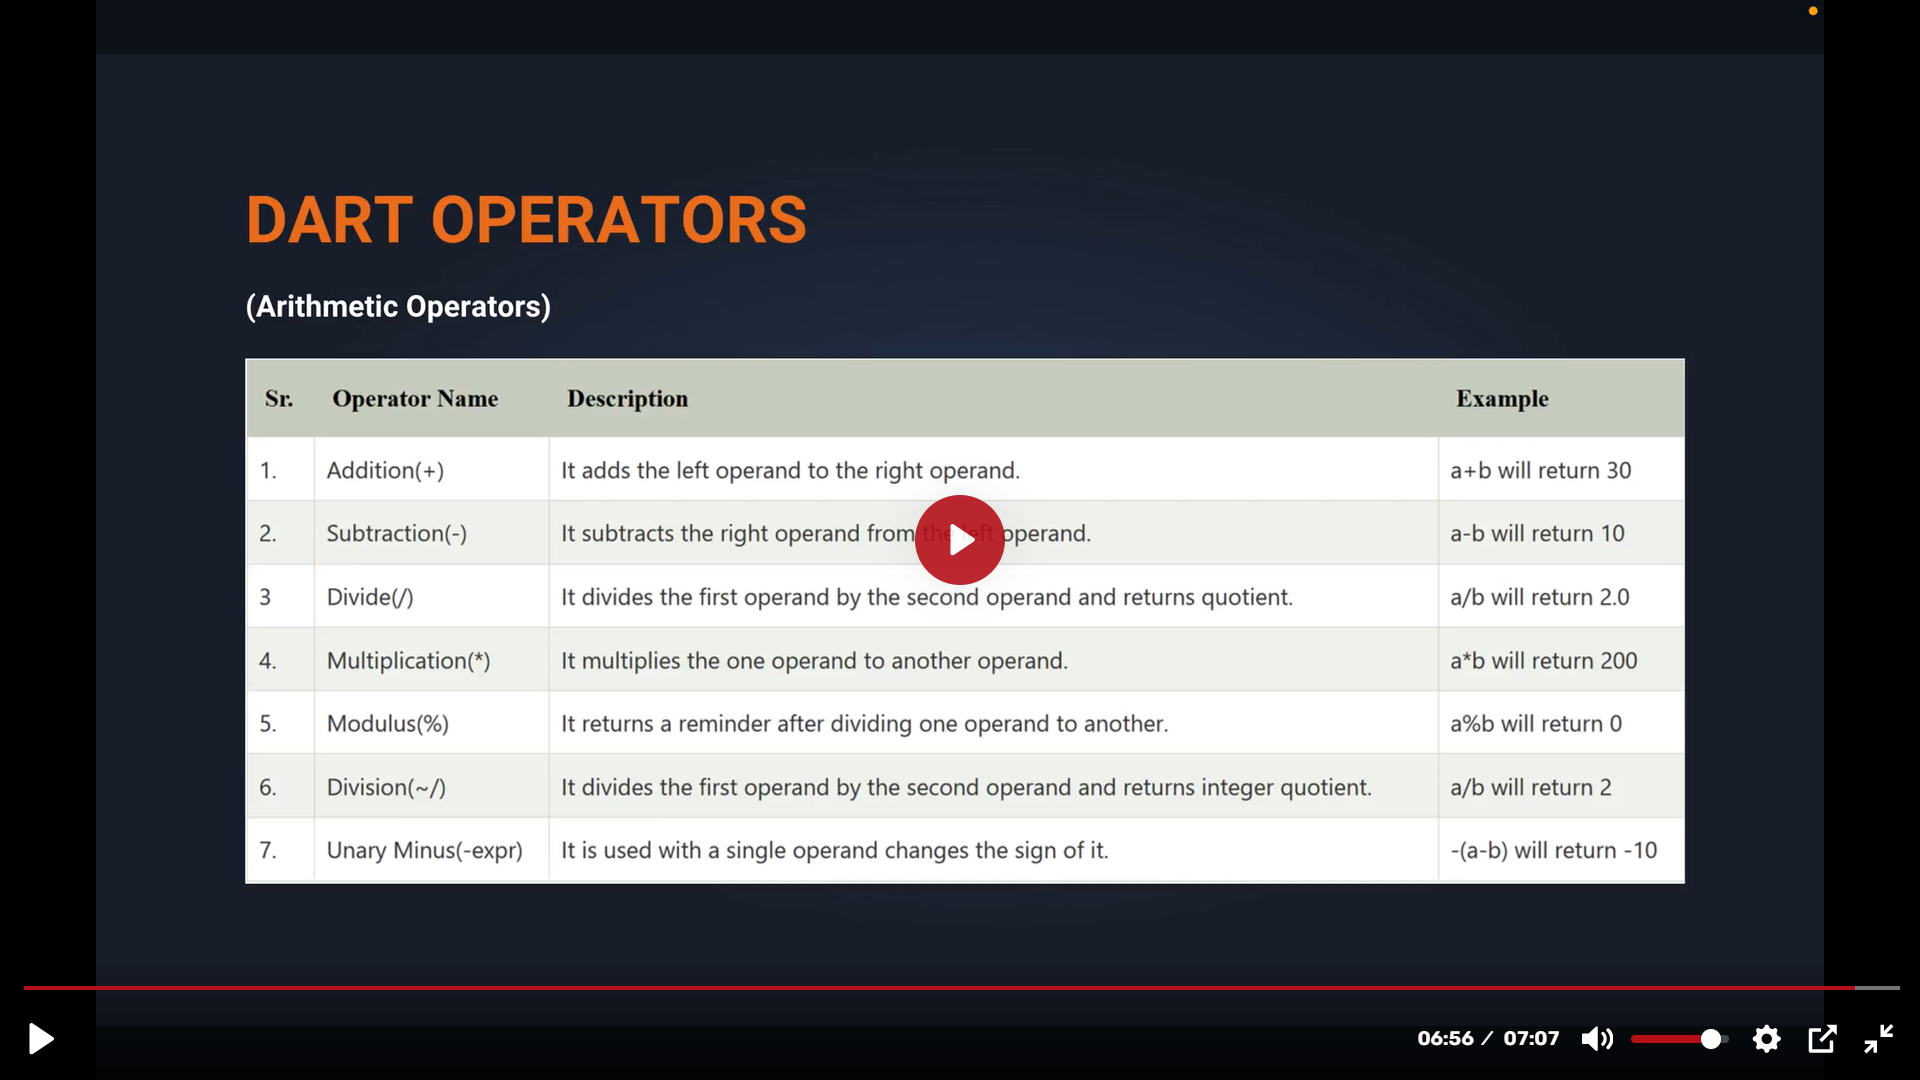 DART OPERATORS
(Arithmetic Operators)
Sr. Operator Name Description Example
1. Addition(+) It adds the left operand to the right operand. a+b will return 30
2. Subtraction(-) It subtracts the right operand from the left operand. a-b will return 10
3 Divide(/) It divides the first operand by the second operand and returns quotient. a/b will return 2.0
4. Multiplication(*) It multiplies the one operand to another operand. a*b will return 200
5. Modulus(%) It returns a reminder after dividing one operand to another. a%b will return 0
6. Division(~/) It divides the first operand by the second operand and returns integer quotient. a/b will return 2
7. Unary Minus(-expr) It is used with a single operand changes the sign of it. -(a-b) will return -10
06:56 / 07:07